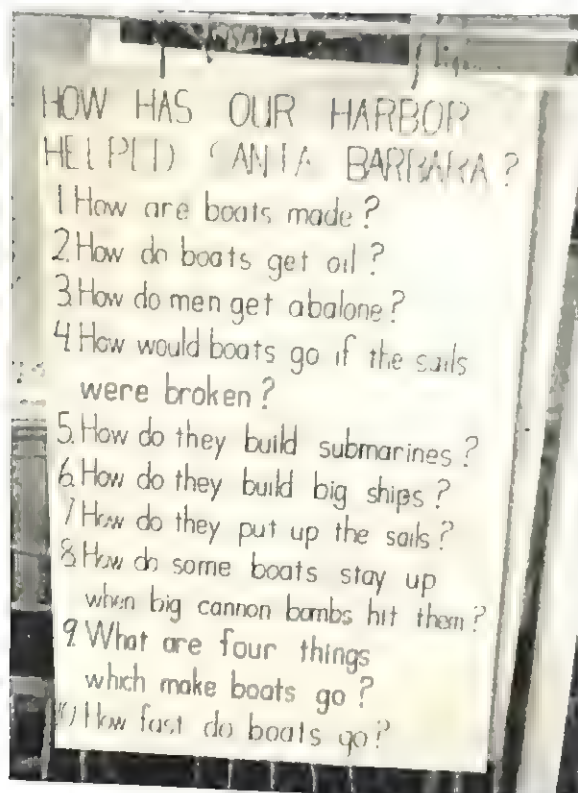 HOW HAS OUR HARBOR
HELPED SANTA BARBARA?
1 How are boats made?
2. How do boats get oil?
3. How do men get abalone?
4. How would boats go if the sails
were broken?
5. How do they build submarines?
6. How do they build big ships?
7 How do they put up the sails?
8. How do some boats stay up
when big cannon bombs hit them?
9. What are four things
which make boats go?
10) How fast do boats go?